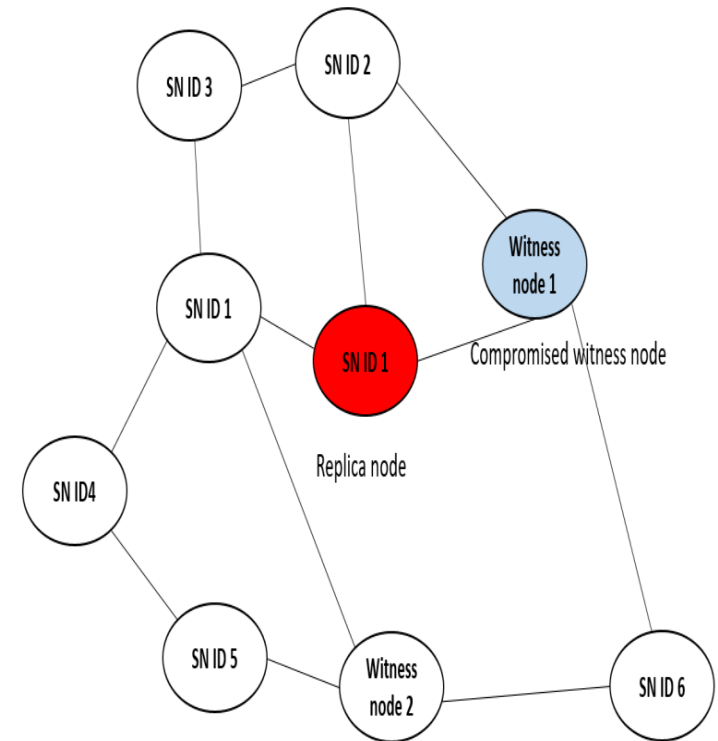 SN ID 2
SN ID 3
Witness
node 1
SN ID 1
SN ID 1
Compromised witness node
Replica node
SN ID4
SN ID 5
Witness
node 2
SN ID 6